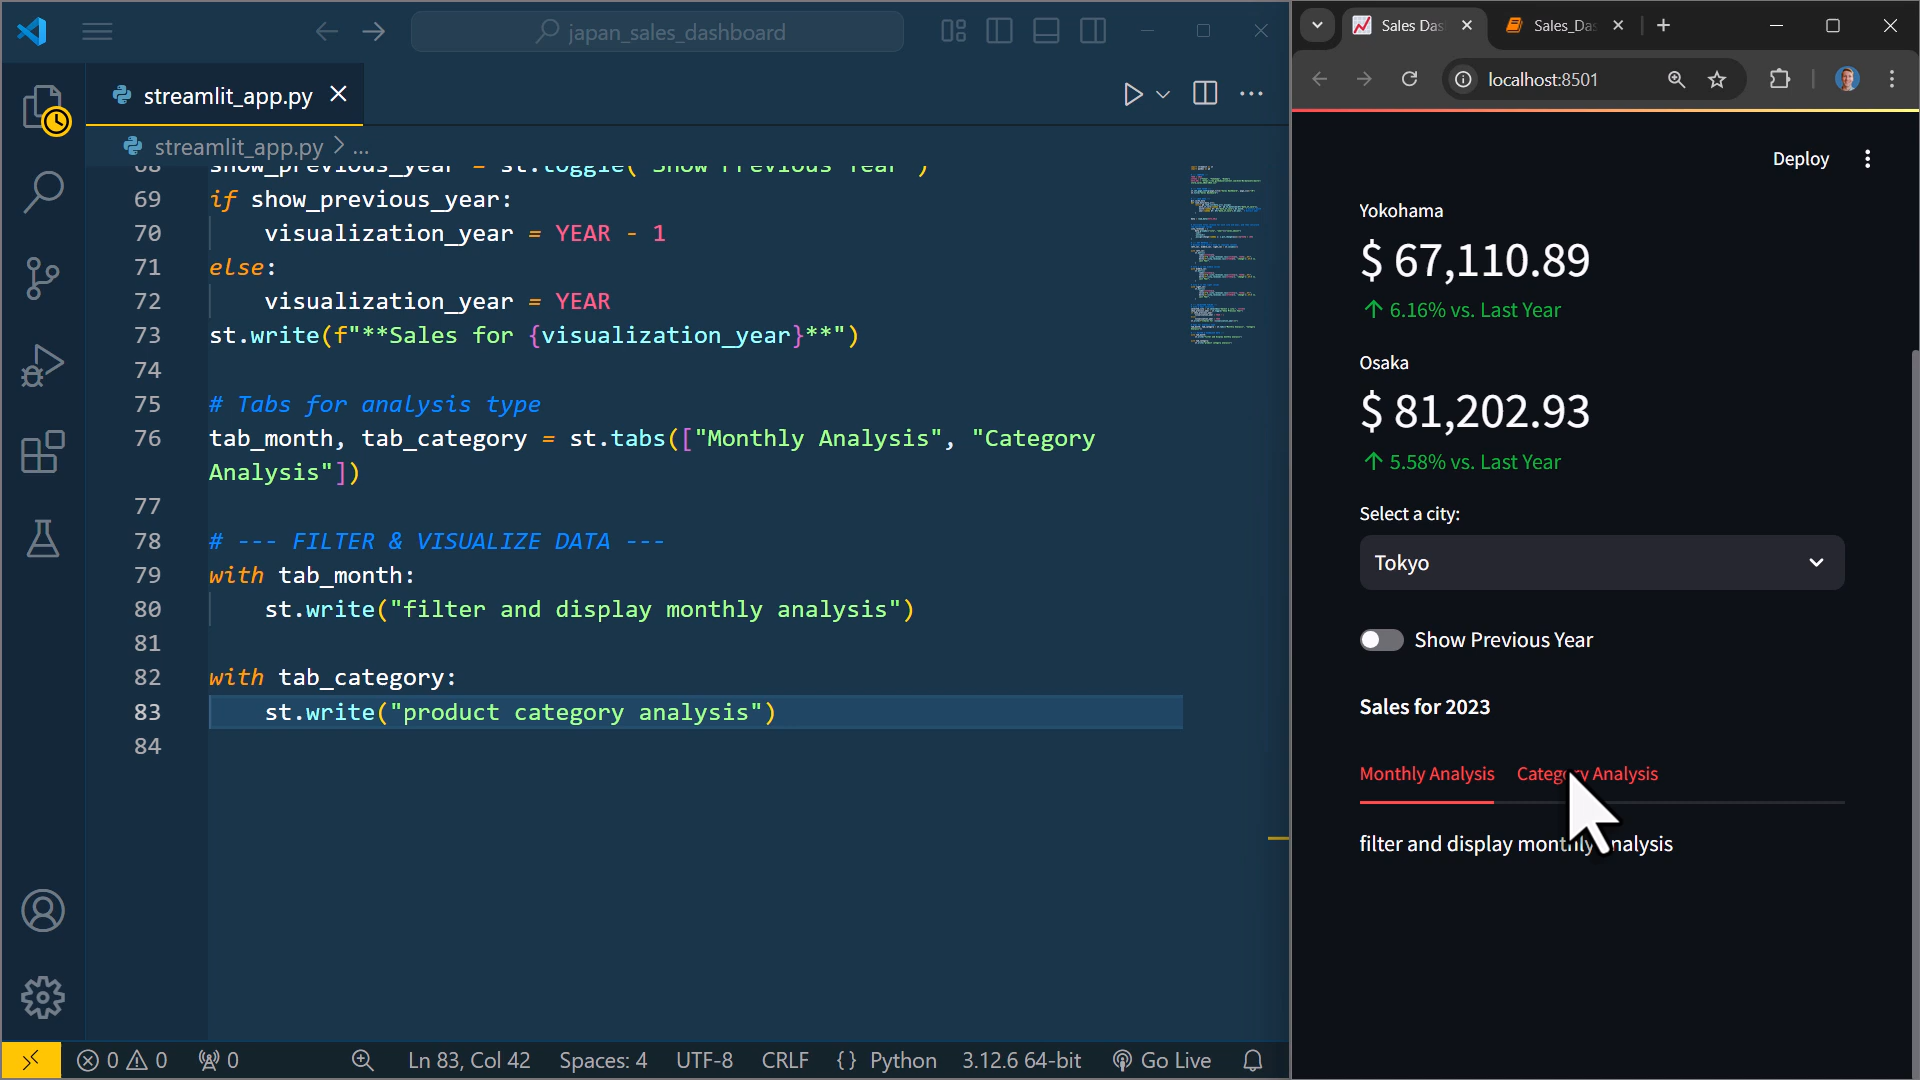 japan_sales_dashboard
streamlit_app.py
streamlit_app.py > ...
68 show_previous_year = st.toggle("Show Previous Year")
69 if show_previous_year:
70     visualization_year = YEAR - 1
71 else:
72     visualization_year = YEAR
73 st.write(f"**Sales for {visualization_year}**")
74
75 # Tabs for analysis type
76 tab_month, tab_category = st.tabs(["Monthly Analysis", "Category
Analysis"])
77
78 # --- FILTER & VISUALIZE DATA ---
79 with tab_month:
80     st.write("filter and display monthly analysis")
81
82 with tab_category:
83     st.write("product category analysis")
84
0 0 0 Ln 83, Col 42 Spaces: 4 UTF-8 CRLF {} Python 3.12.6 64-bit Go Live
Sales Das
Sales_Das
localhost:8501
Deploy
Yokohama
$ 67,110.89
↑ 6.16% vs. Last Year
Osaka
$ 81,202.93
↑ 5.58% vs. Last Year
Select a city:
Tokyo
Show Previous Year
Sales for 2023
Monthly Analysis Category Analysis
filter and display monthly analysis